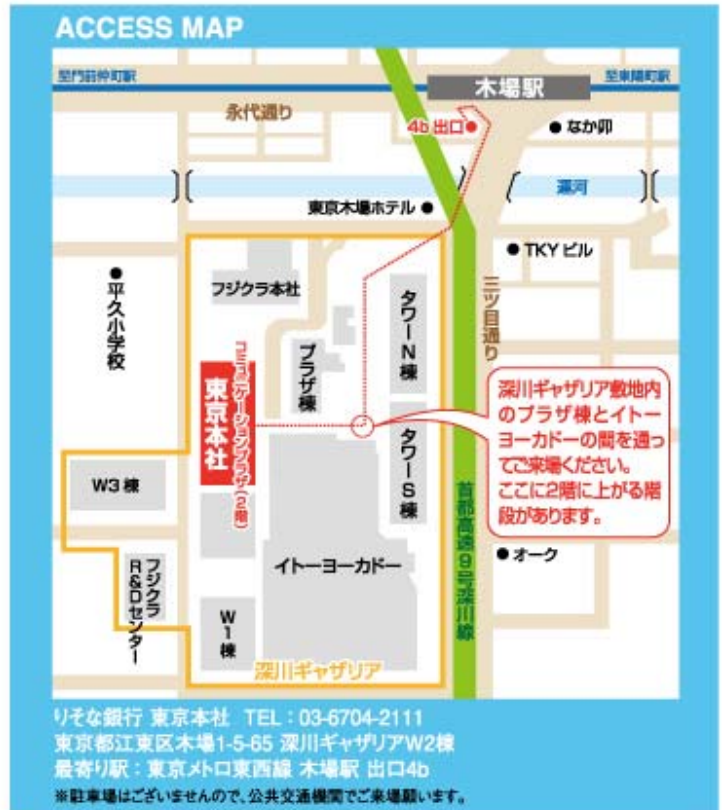 ACCESS MAP
至門前仲町駅
木場駅
至東陽町駅
永代通り
4b 出口
なか卯
東京木場ホテル
運河
TKY ビル
三ツ目通り
平久小学校
フジクラ本社
プラザ棟
タワーN棟
コミュニケーションプラザ(2階)
東京本社
深川ギャザリア敷地内
のプラザ棟とイトー
ヨーカドーの間を通っ
てご来場ください。
ここに2階に上がる階
段があります。
タワーS棟
W3 棟
首都高速9号深川線
イトーヨーカドー
オーク
フジクラ
R&Dセンター
W1棟
深川ギャザリア
りそな銀行 東京本社 TEL:03-6704-2111
東京都江東区木場1-5-65 深川ギャザリアW2棟
最寄り駅:東京メトロ東西線 木場駅 出口4b
※駐車場はございませんので、公共交通機関でご来場願います。